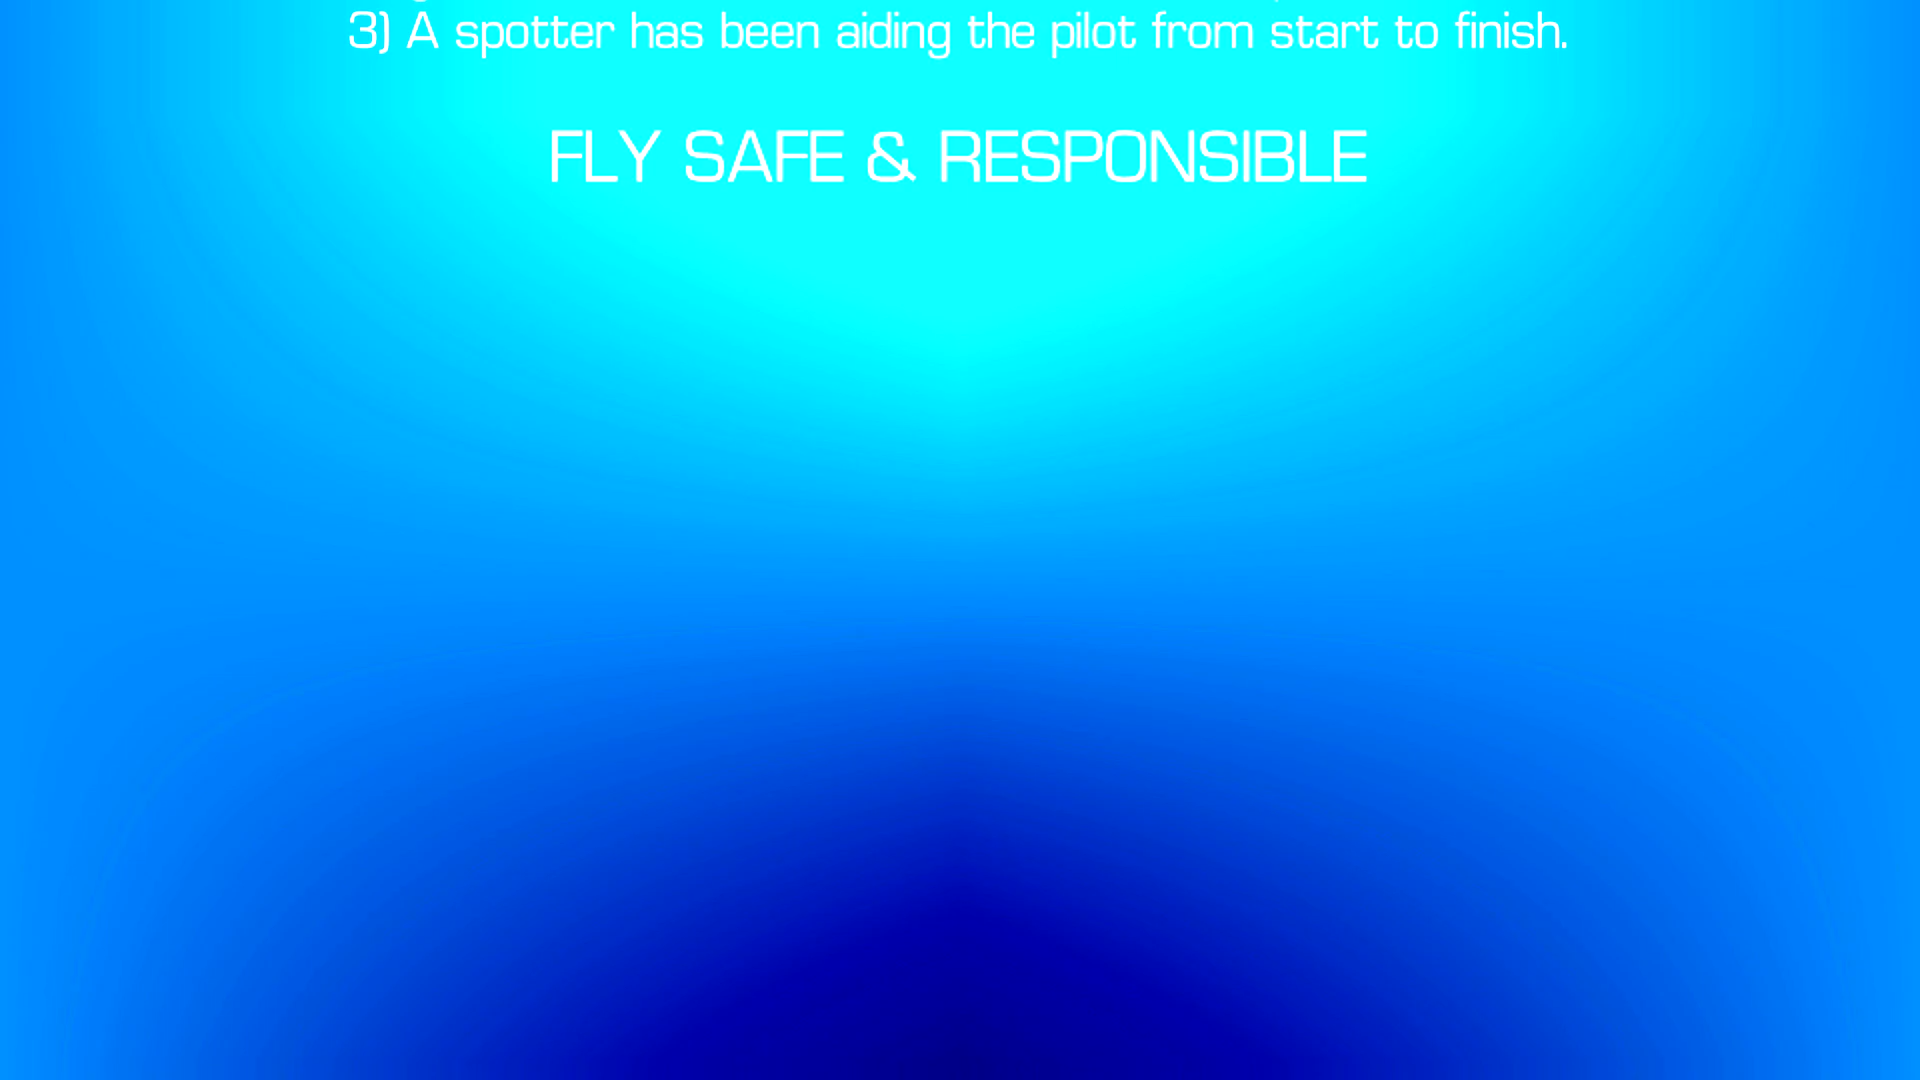 3) A spotter has been aiding the pilot from start to finish.
FLY SAFE & RESPONSIBLE